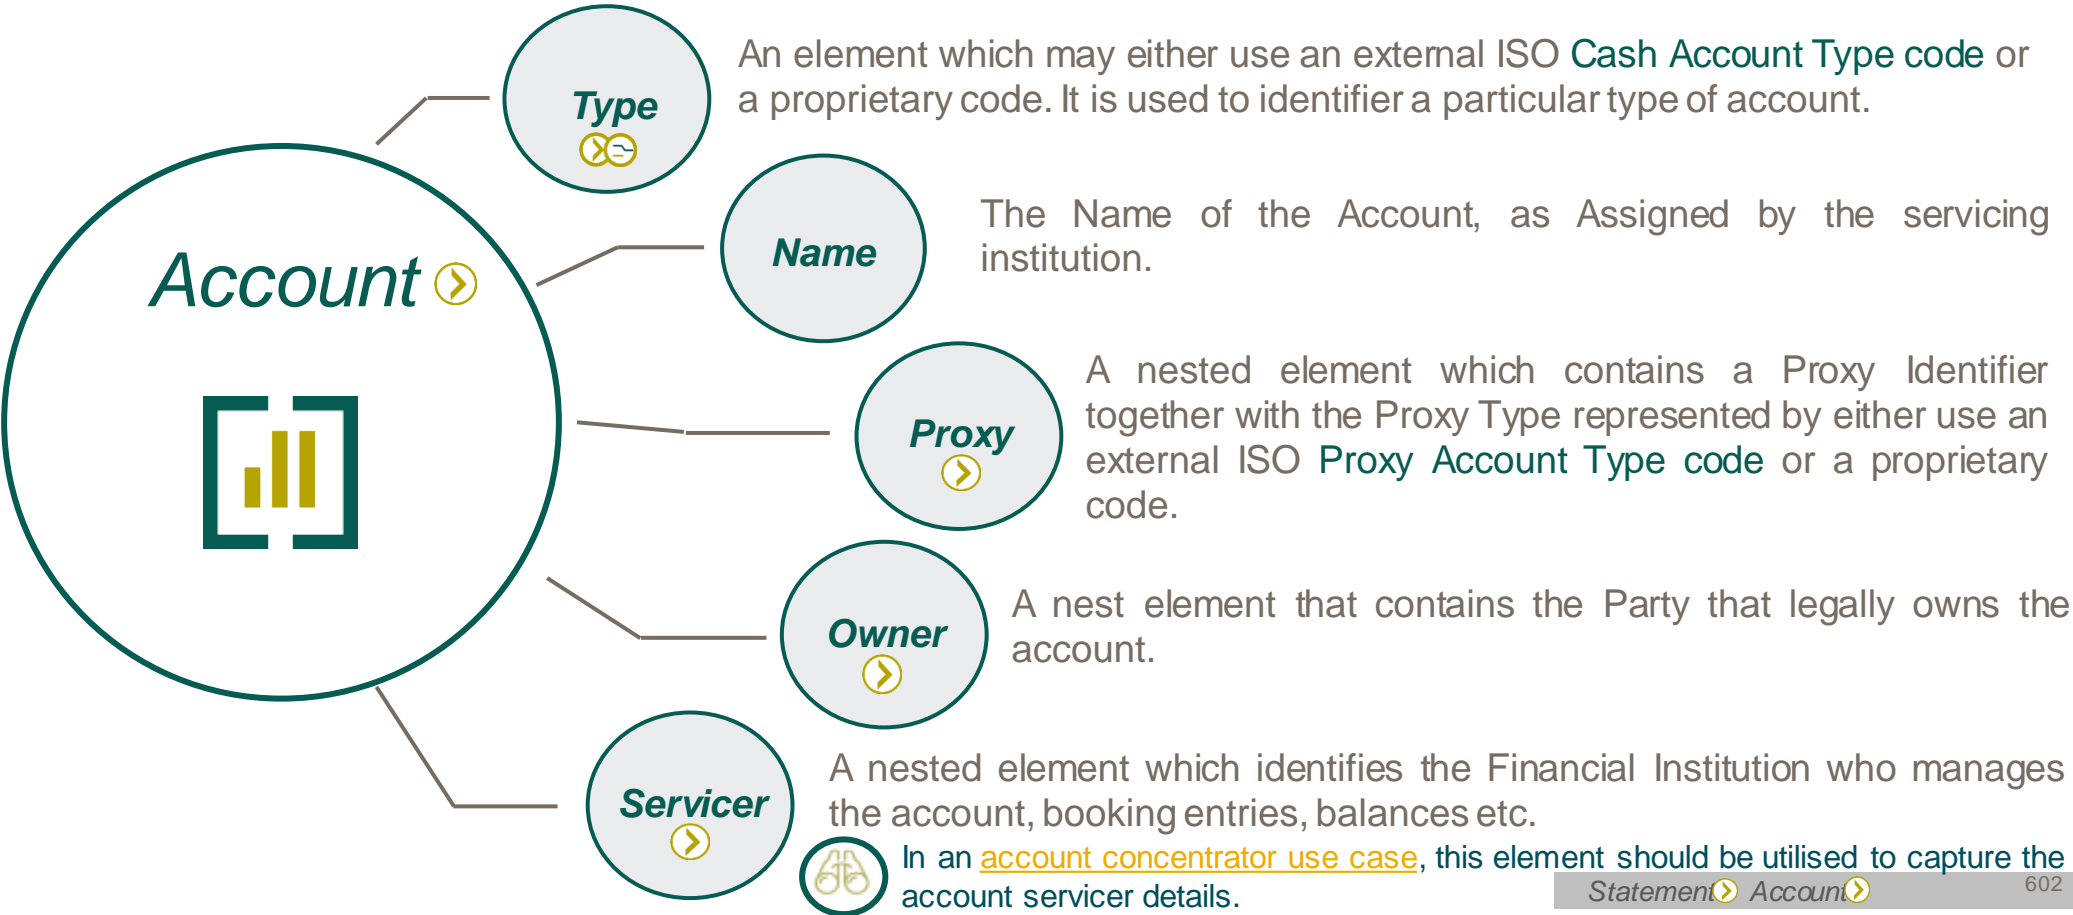 Account
Type
An element which may either use an external ISO Cash Account Type code or
a proprietary code. It is used to identifier a particular type of account.
Name
The Name of the Account, as Assigned by the servicing
institution.
Proxy
A nested element which contains a Proxy Identifier
together with the Proxy Type represented by either use an
external ISO Proxy Account Type code or a proprietary
code.
Owner
A nest element that contains the Party that legally owns the
account.
Servicer
A nested element which identifies the Financial Institution who manages
the account, booking entries, balances etc.
In an account concentrator use case, this element should be utilised to capture the
account servicer details.
Statement Account 602